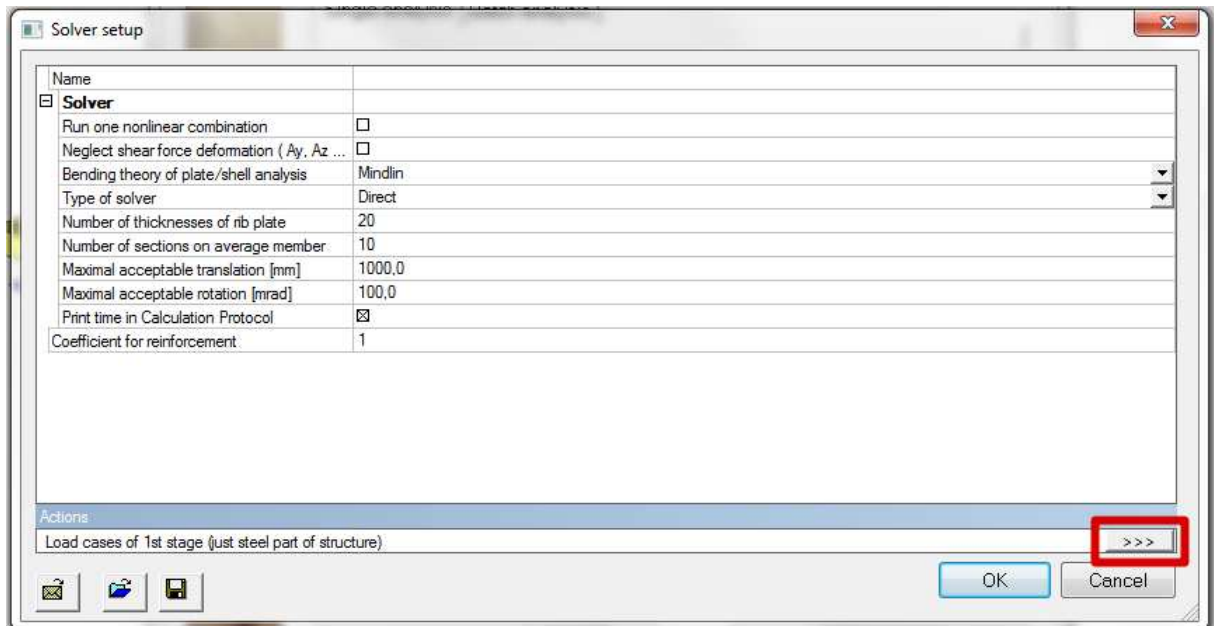 Solver setup
Name
Solver
Run one nonlinear combination
Neglect shear force deformation ( Ay, Az ...
Bending theory of plate/shell analysis Mindlin
Type of solver Direct
Number of thicknesses of rib plate 20
Number of sections on average member 10
Maximal acceptable translation [mm] 1000,0
Maximal acceptable rotation [mrad] 100,0
Print time in Calculation Protocol
Coefficient for reinforcement 1
Actions
Load cases of 1st stage (just steel part of structure) >>>
OK Cancel